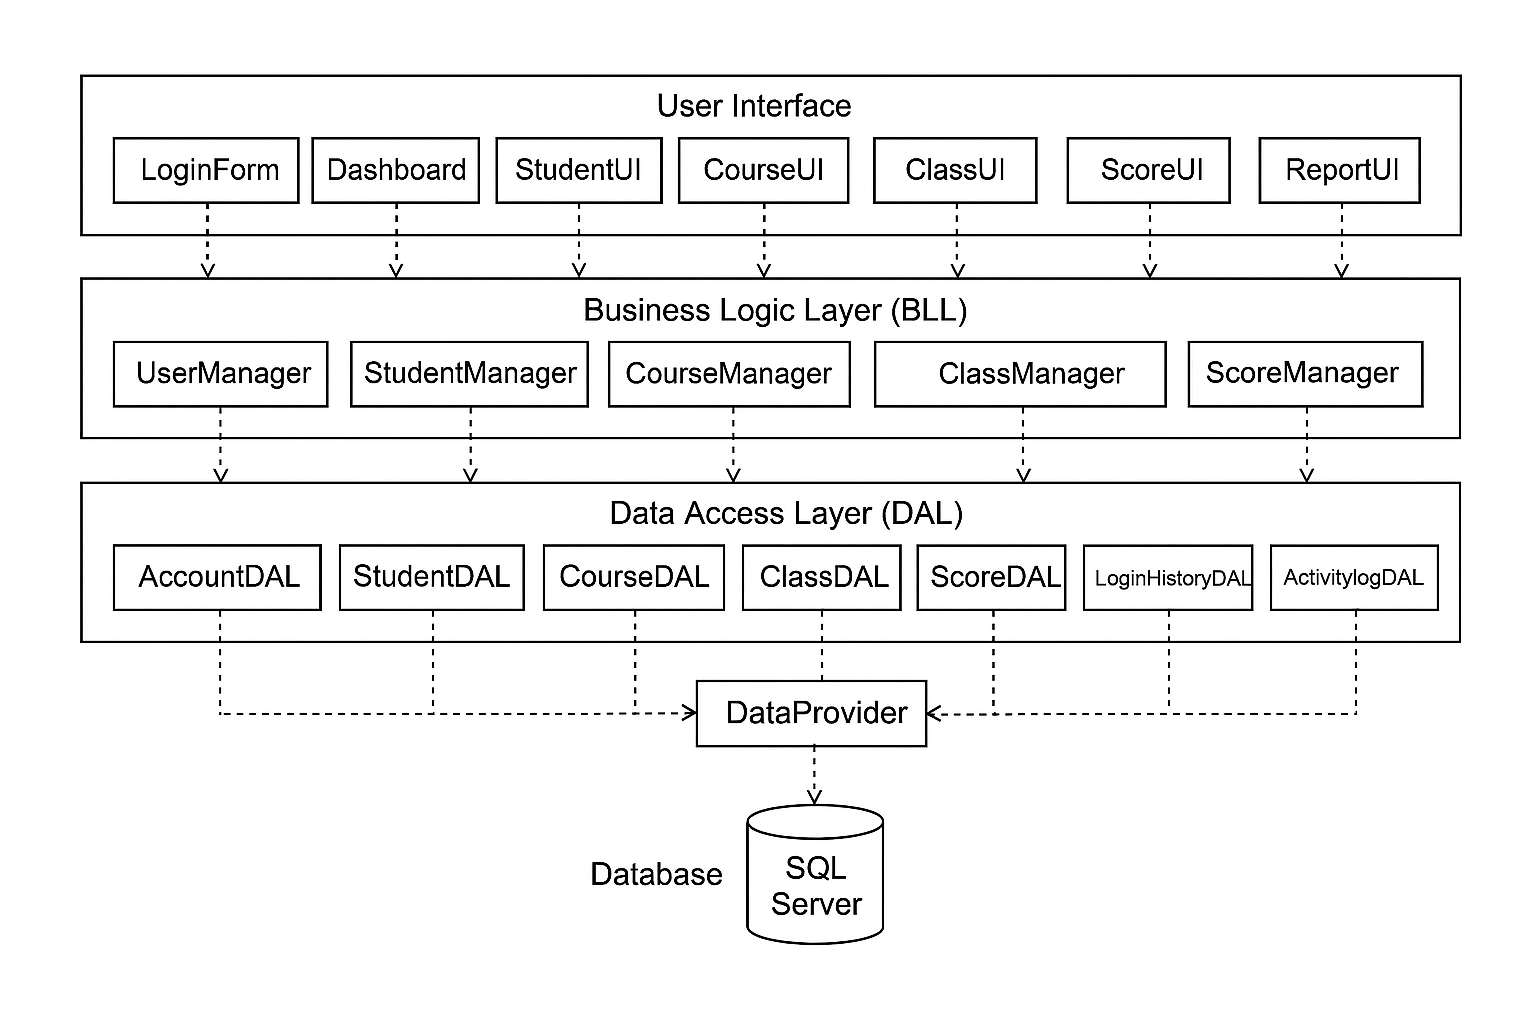 User Interface
LoginForm
Dashboard
StudentUI
CourseUI
ClassUI
ScoreUI
ReportUI
Business Logic Layer (BLL)
UserManager
StudentManager
CourseManager
ClassManager
ScoreManager
Data Access Layer (DAL)
AccountDAL
StudentDAL
CourseDAL
ClassDAL
ScoreDAL
LoginHistoryDAL
ActivitylogDAL
DataProvider
Database
SQL
Server